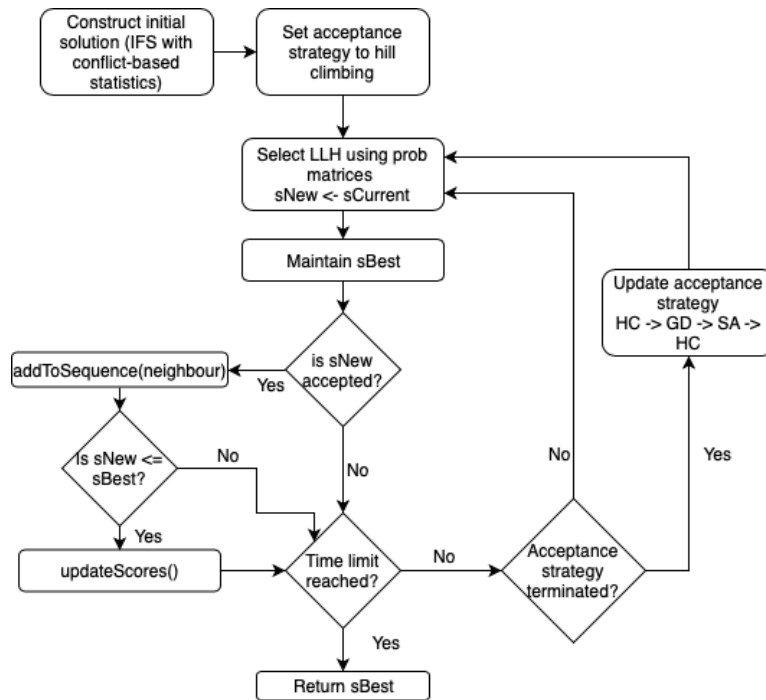 Construct initial
solution (IFS with
conflict-based
statistics)
Set acceptance
strategy to hill
climbing
Select LLH using prob
matrices
sNew <- sCurrent
Maintain sBest
Update acceptance
strategy
HC -> GD -> SA ->
HC
is sNew
accepted?
Yes
addToSequence(neighbour)
No
Is sNew <=
sBest?
No
Yes
updateScores()
Time limit
reached?
No
Acceptance
strategy
terminated?
No
Yes
Yes
Return sBest